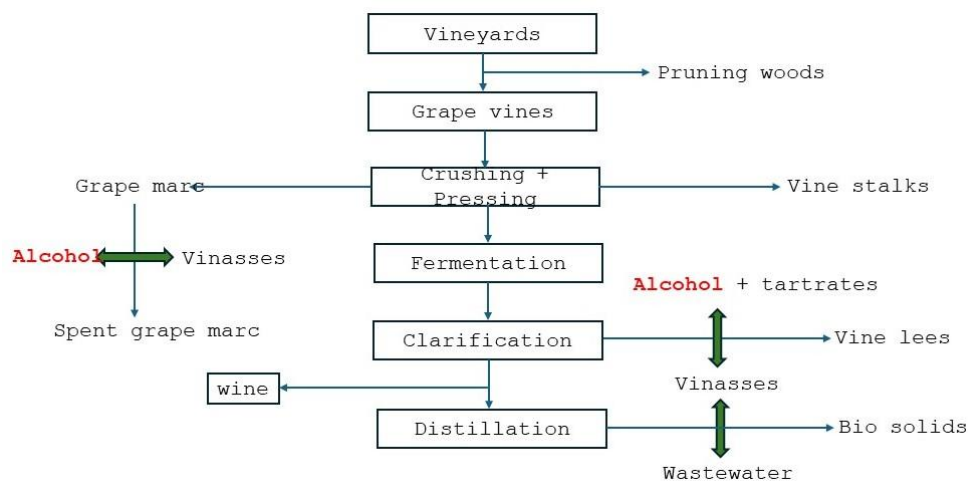 Vineyards
Pruning woods
Grape vines
Grape marc
Crushing +
Pressing
Vine stalks
Alcohol
Vinasses
Fermentation
Alcohol + tartrates
Spent grape marc
Clarification
Vine lees
wine
Vinasses
Distillation
Bio solids
Wastewater